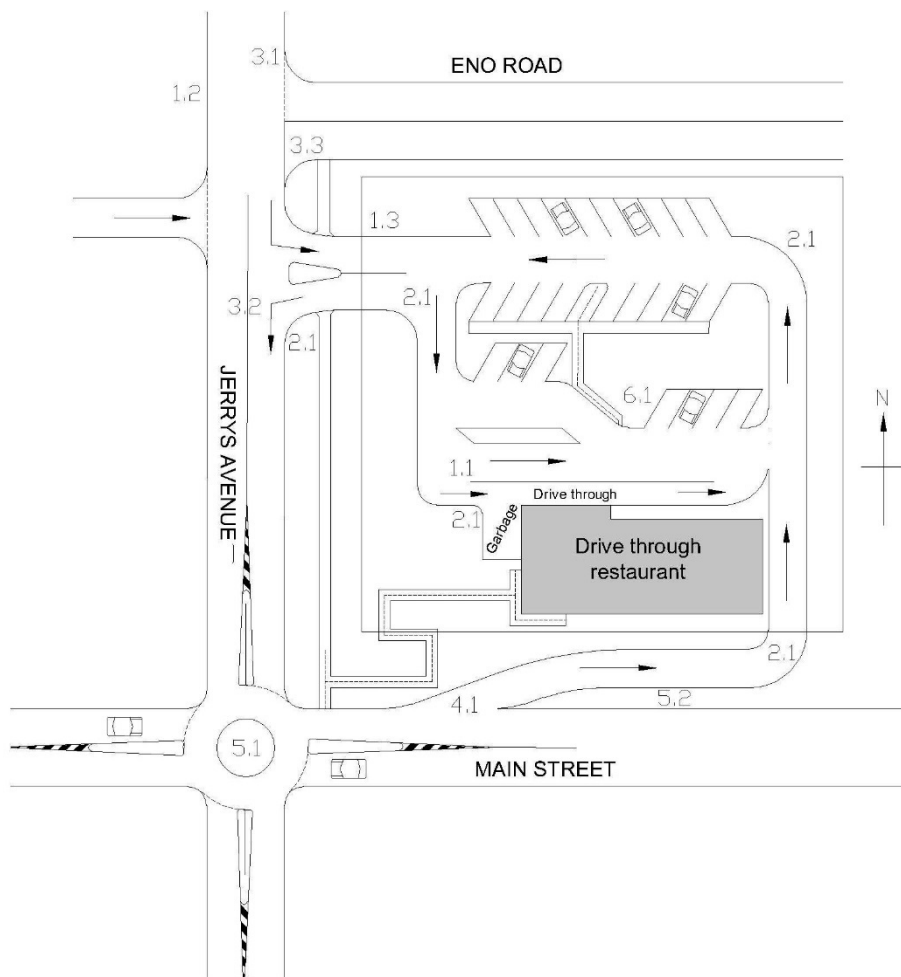 3.1
ENO ROAD
1.2
3.3
1.3
2.1
2.1
3.2
2.1
JERRYS AVENUE
6.1
N
1.1
Drive through
2.1
Garbage
Drive through
restaurant
2.1
4.1
5.2
5.1
MAIN STREET